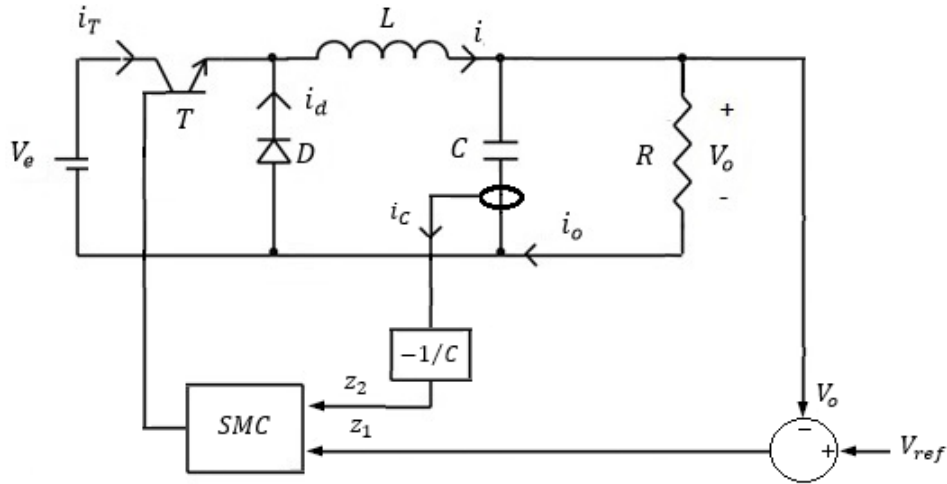 i_T
L
i
T
i_d
V_e
D
C
R
+
V_o
-
i_C
i_o
−1/C
z_2
SMC
z_1
V_o
−
+
V_ref